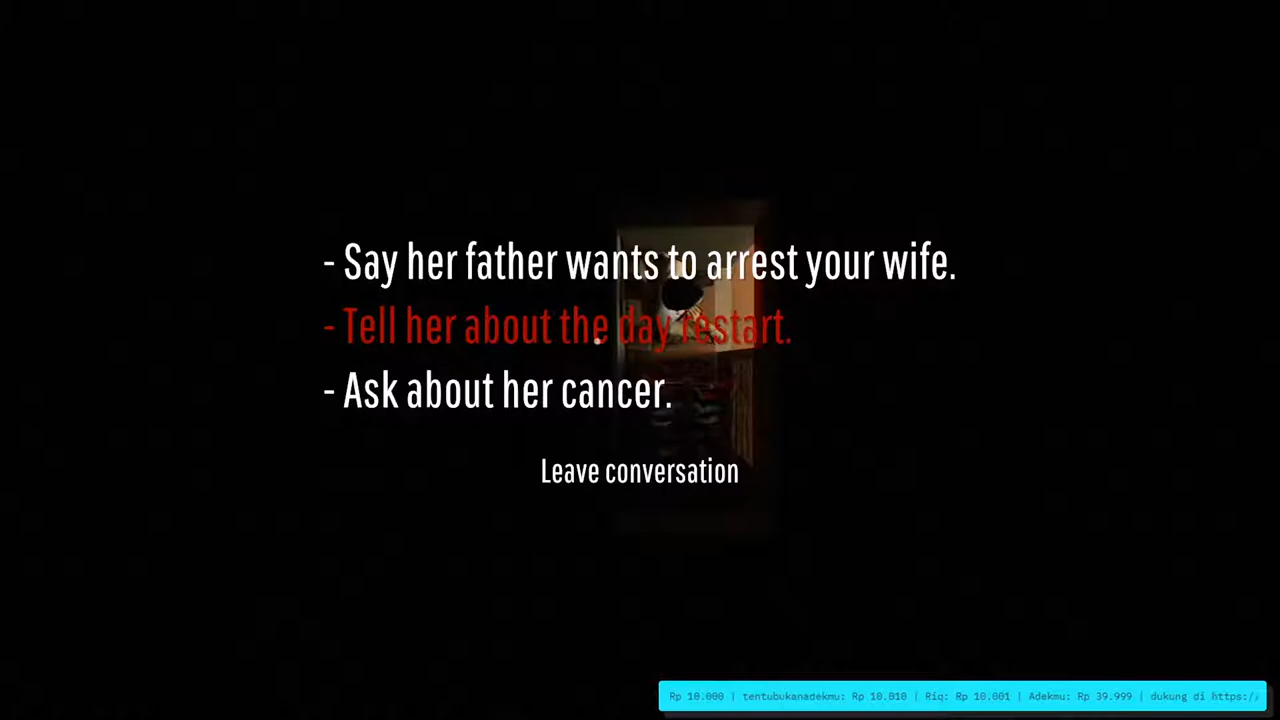 - Say her father wants to arrest your wife.
- Tell her about the day restart.
- Ask about her cancer.
Leave conversation
Rp 10.000 | tentubukanadekmu: Rp 10.010 | Riq: Rp 10.001 | Adekmu: Rp 39.999 | dukung di https:/